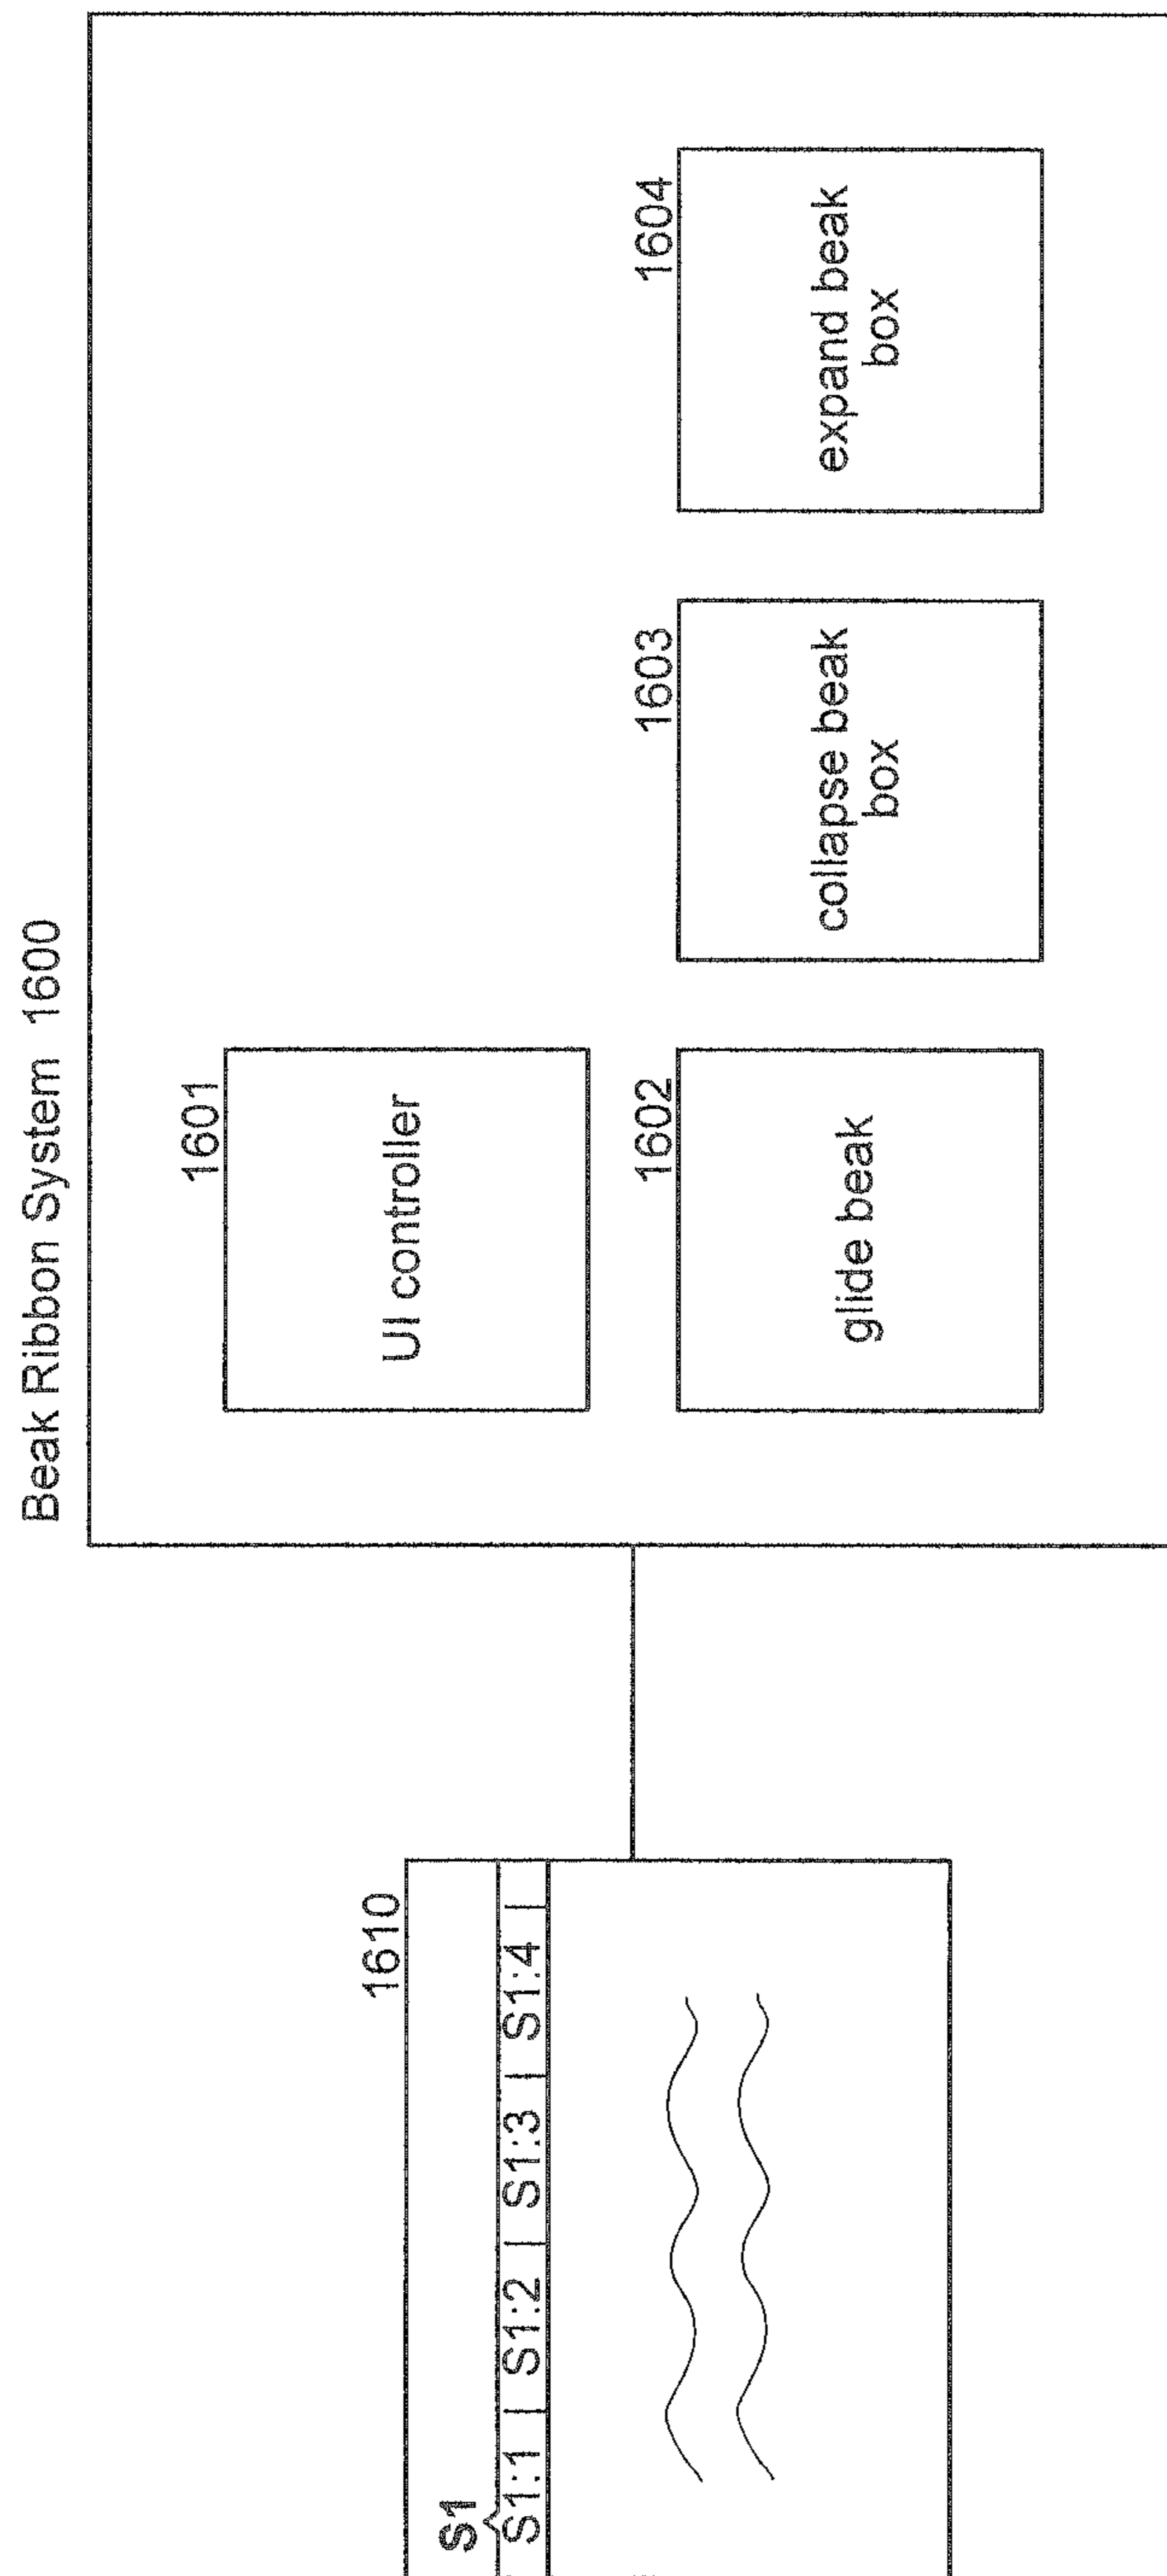 Beak Ribbon System 1600
1610
S1
S1:1 | S1:2 | S1:3 | S1:4 |
1601
UI controller
1602
glide beak
1603
collapse beak
box
1604
expand beak
box